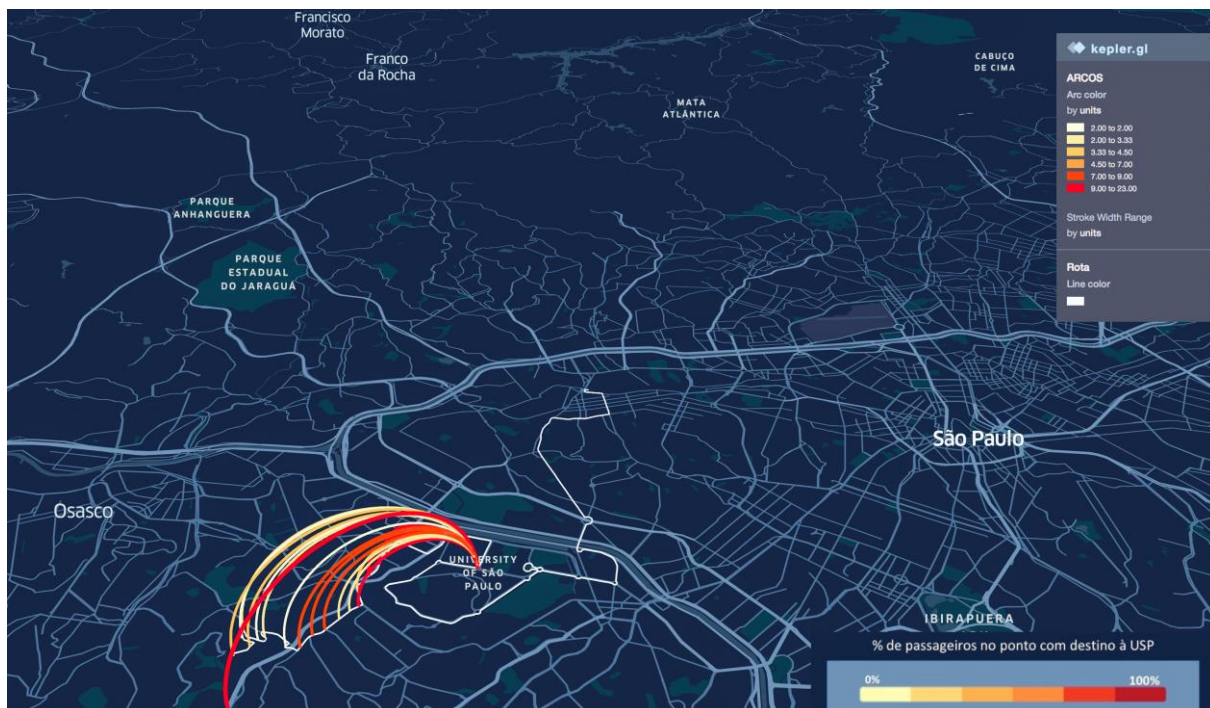 Francisco
Morato
Franco
da Rocha
CABUÇO
DE CIMA
MATA
ATLÂNTICA
PARQUE
ANHANGUERA
PARQUE
ESTADUAL
DO JARAGUÁ
São Paulo
Osasco
UNIVERSITY
OF SÃO
PAULO
IBIRAPUERA
kepler.gl
ARCOS
Arc color
by units
2.00 to 2.00
2.00 to 3.33
3.33 to 4.50
4.50 to 7.00
7.00 to 9.00
9.00 to 23.00
Stroke Width Range
by units
Rota
Line color
% de passageiros no ponto com destino à USP
0% 100%